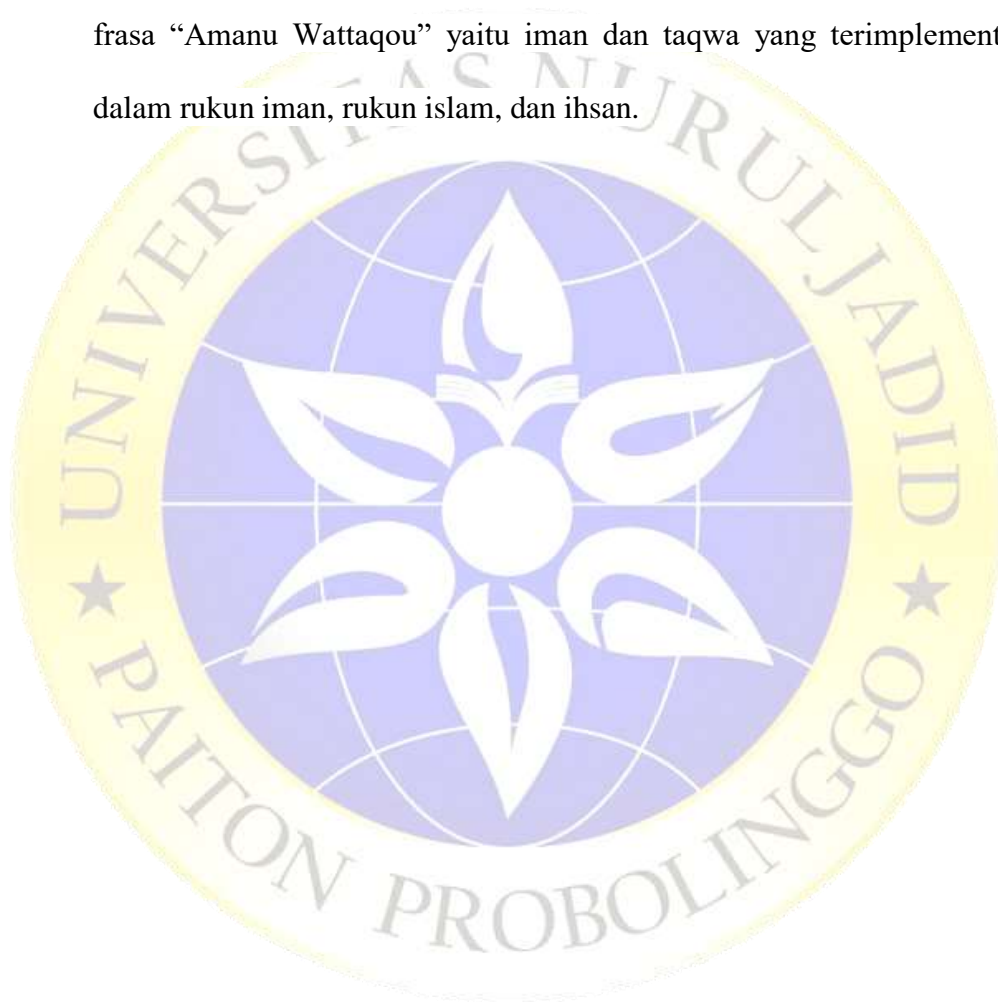 frasa “Amanu Wattaqou” yaitu iman dan taqwa yang terimplement
dalam rukun iman, rukun islam, dan ihsan.
UNIVERSITAS NURUL JADID
★ PAITON PROBOLINGGO ★